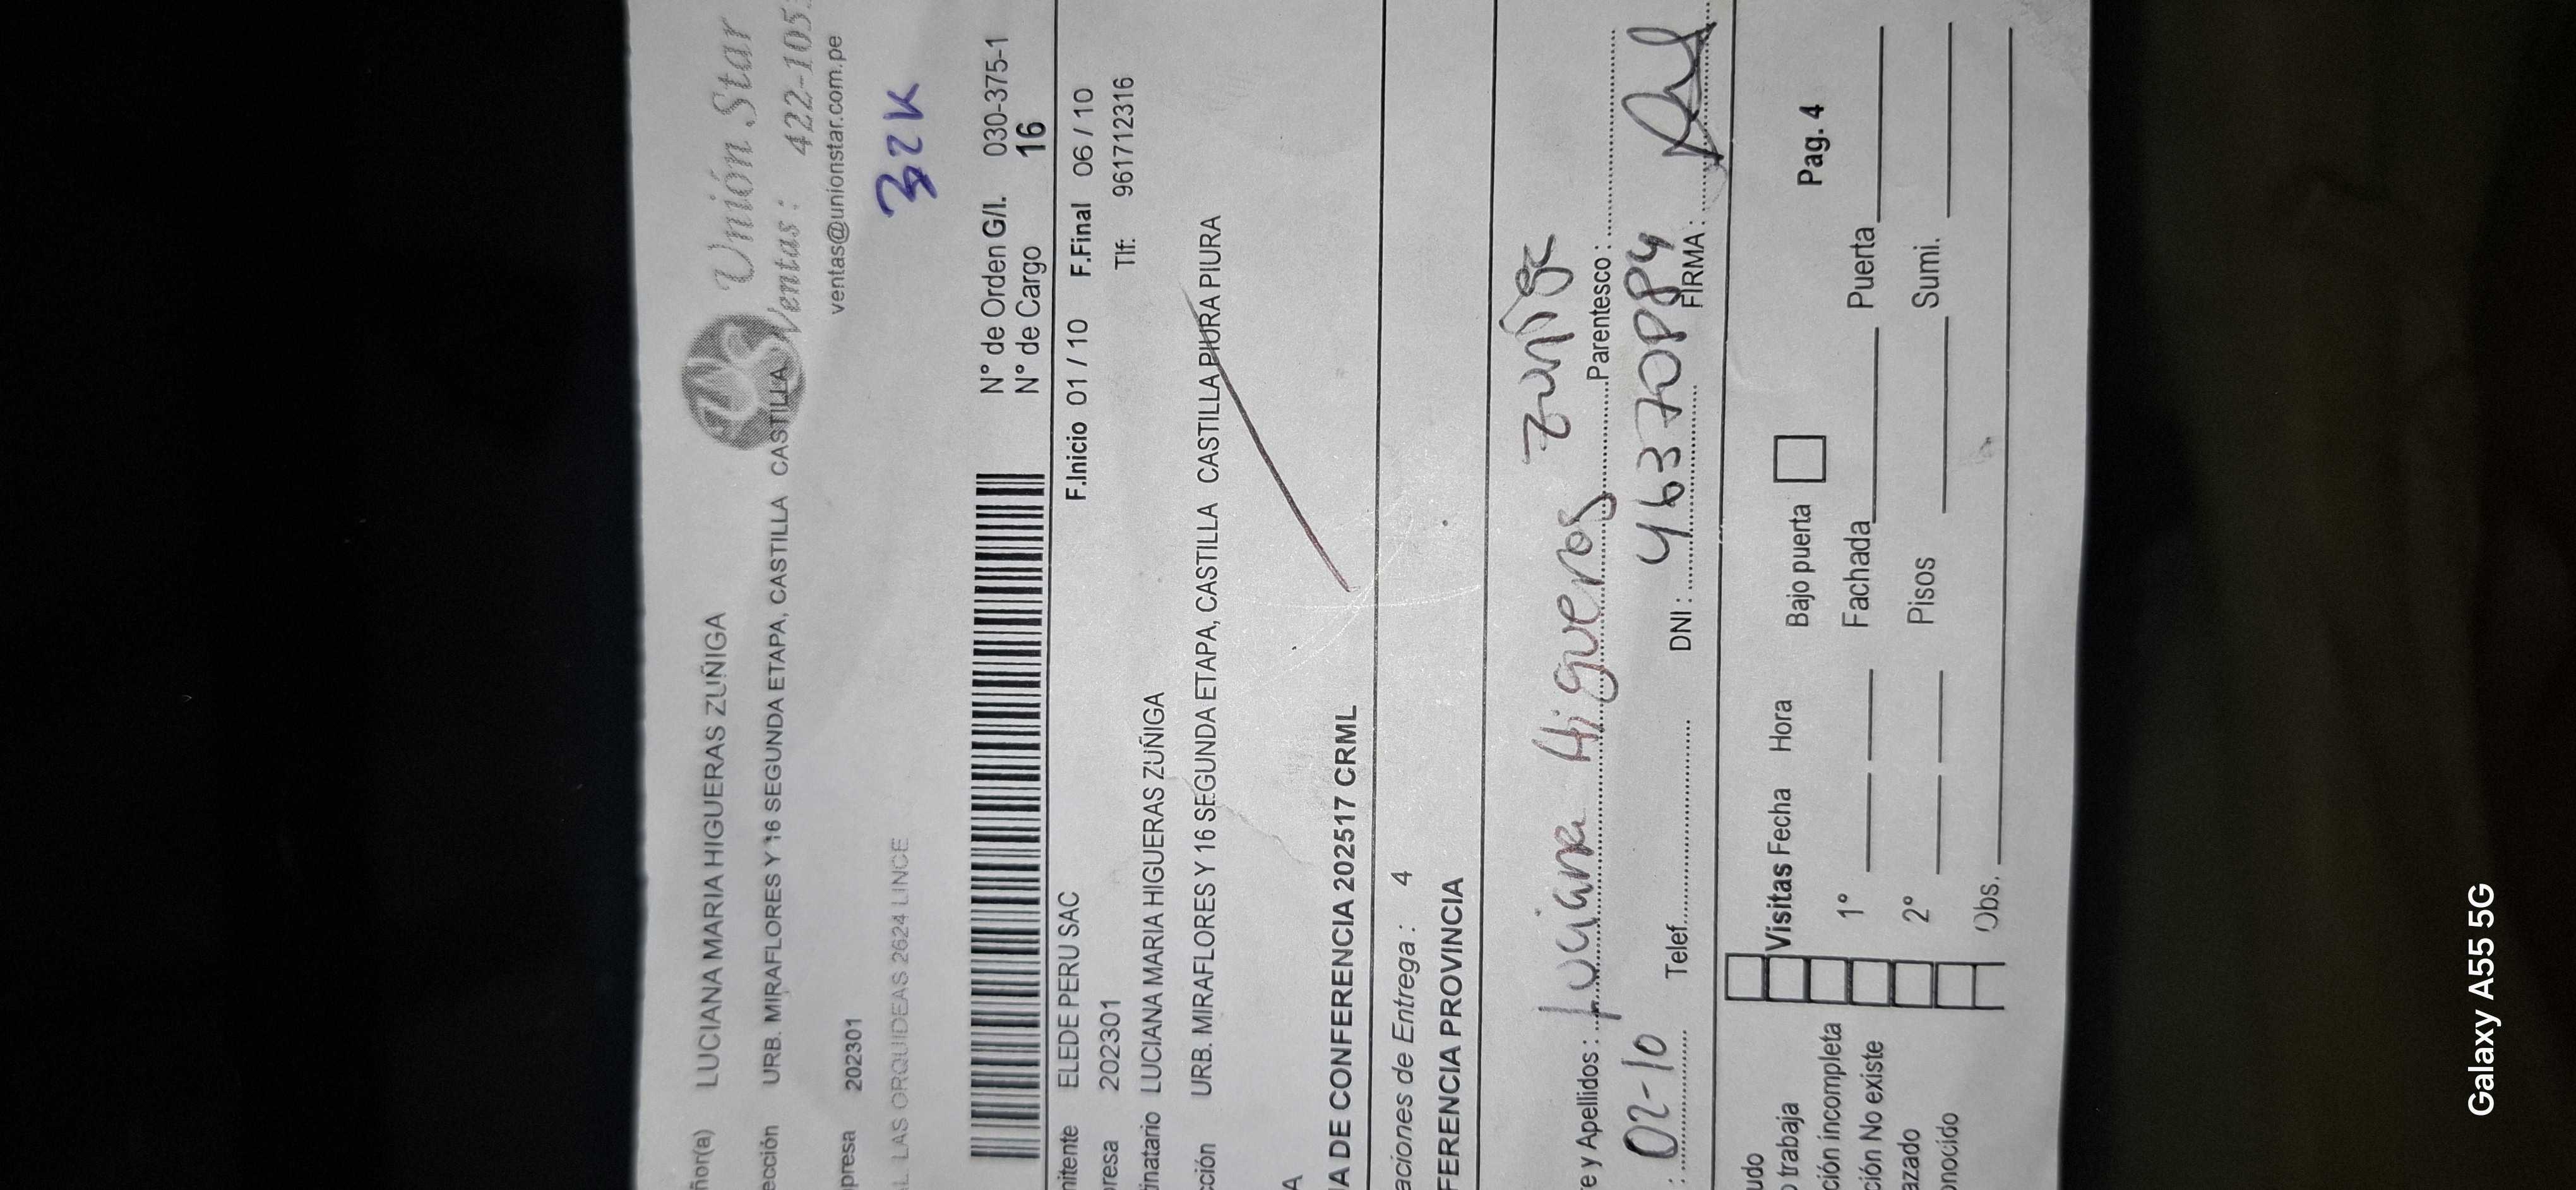 Unión Star
Ventas: 422-105
ventas@unionstar.com.pe
ñor(a) LUCIANA MARIA HIGUERAS ZUÑIGA
ección URB. MIRAFLORES Y 16 SEGUNDA ETAPA, CASTILLA CASTILLA
presa 202301
32K
LAS ORQUIDEAS 2624 LINCE
N° de Orden G/I. 030-375-1
N° de Cargo 16
mitente ELEDE PERU SAC F.Inicio 01 / 10 F.Final 06 / 10
presa 202301 Tlf: 961712316
inatario LUCIANA MARIA HIGUERAS ZUÑIGA
cción URB. MIRAFLORES Y 16 SEGUNDA ETAPA, CASTILLA CASTILLA PIURA PIURA
A
A DE CONFERENCIA 202517 CRML
aciones de Entrega : 4
FERENCIA PROVINCIA
e y Apellidos : Luciana Higueras Zuñiga Parentesco :
: 02-10 Telef. DNI : 46370884 FIRMA :
udo
trabaja Visitas Fecha Hora Bajo puerta Pag. 4
ción incompleta 1° Fachada Puerta
ción No existe
azado 2° Pisos Sumi.
onocido Obs.
Galaxy A55 5G